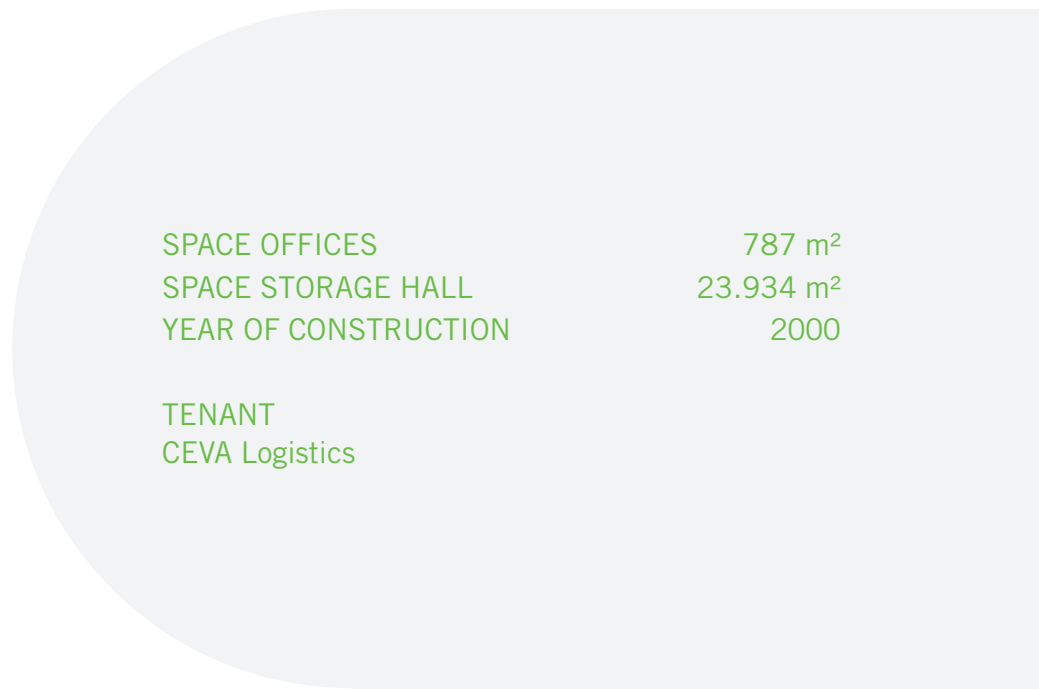 SPACE OFFICES 787 m²
SPACE STORAGE HALL 23.934 m²
YEAR OF CONSTRUCTION 2000
TENANT
CEVA Logistics